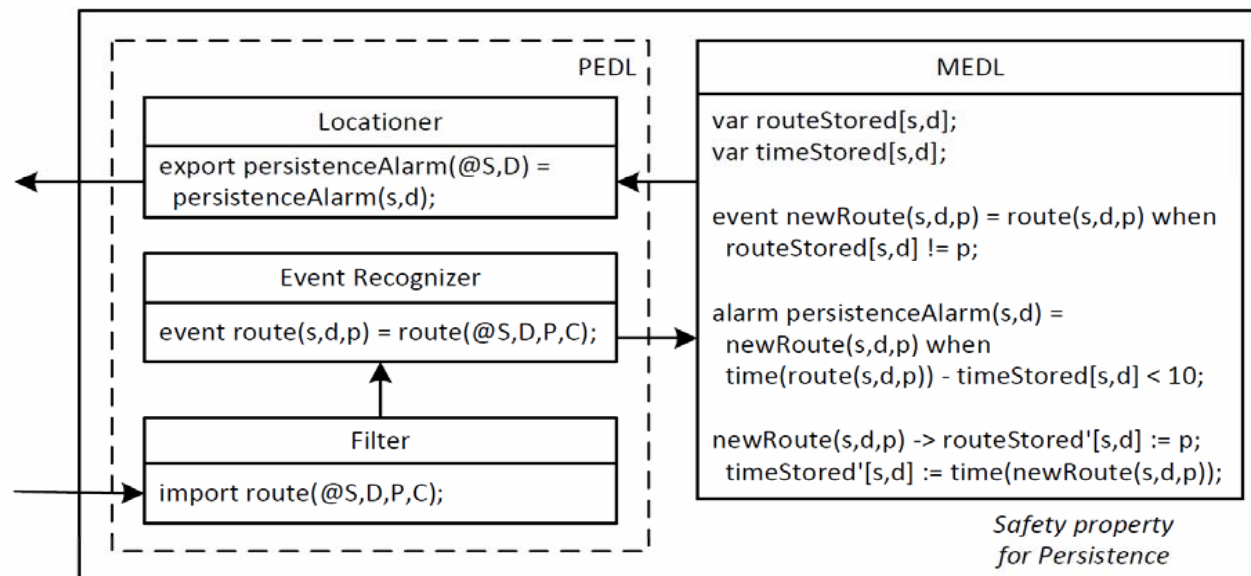 PEDL
Locationer
export persistenceAlarm(@S,D) =
persistenceAlarm(s,d);
Event Recognizer
event route(s,d,p) = route(@S,D,P,C);
Filter
import route(@S,D,P,C);
MEDL
var routeStored[s,d];
var timeStored[s,d];
event newRoute(s,d,p) = route(s,d,p) when
routeStored[s,d] != p;
alarm persistenceAlarm(s,d) =
newRoute(s,d,p) when
time(route(s,d,p)) - timeStored[s,d] < 10;
newRoute(s,d,p) -> routeStored'[s,d] := p;
timeStored'[s,d] := time(newRoute(s,d,p));
Safety property
for Persistence